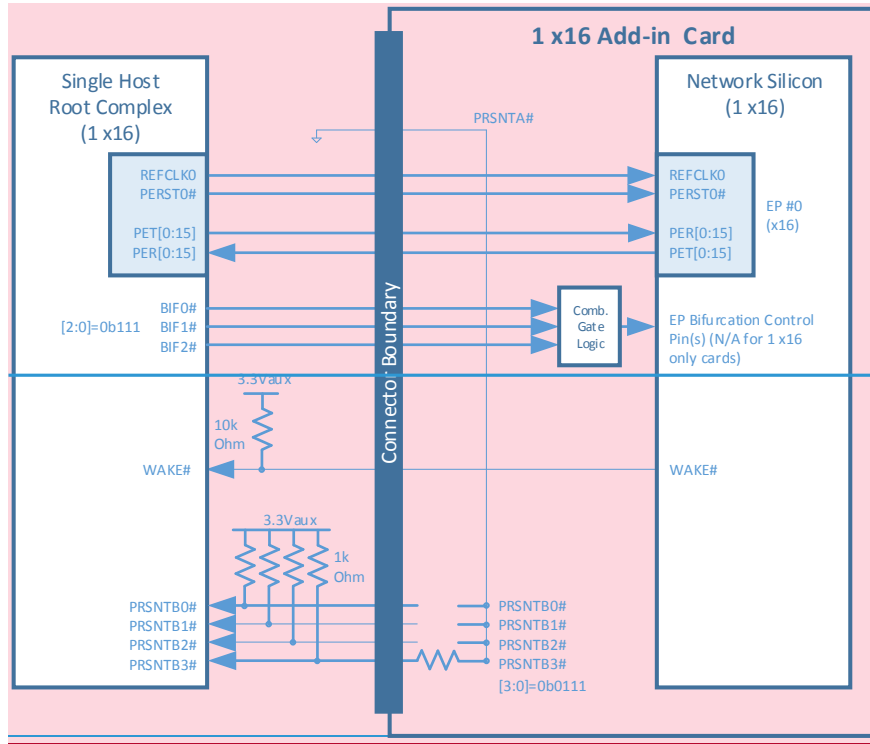 1 x16 Add-in Card
Single Host
Root Complex
(1 x16)
Network Silicon
(1 x16)
PRSNTA#
REFCLK0
PERST0#
PET[0:15]
PER[0:15]
REFCLK0
PERST0#
PER[0:15]
PET[0:15]
EP #0
(x16)
BIF0#
[2:0]=0b111 BIF1#
BIF2#
Comb.
Gate
Logic
EP Bifurcation Control
Pin(s) (N/A for 1 x16
only cards)
Connector Boundary
3.3Vaux
10k
Ohm
WAKE#
WAKE#
3.3Vaux
1k
Ohm
PRSNTB0#
PRSNTB1#
PRSNTB2#
PRSNTB3#
PRSNTB0#
PRSNTB1#
PRSNTB2#
PRSNTB3#
[3:0]=0b0111